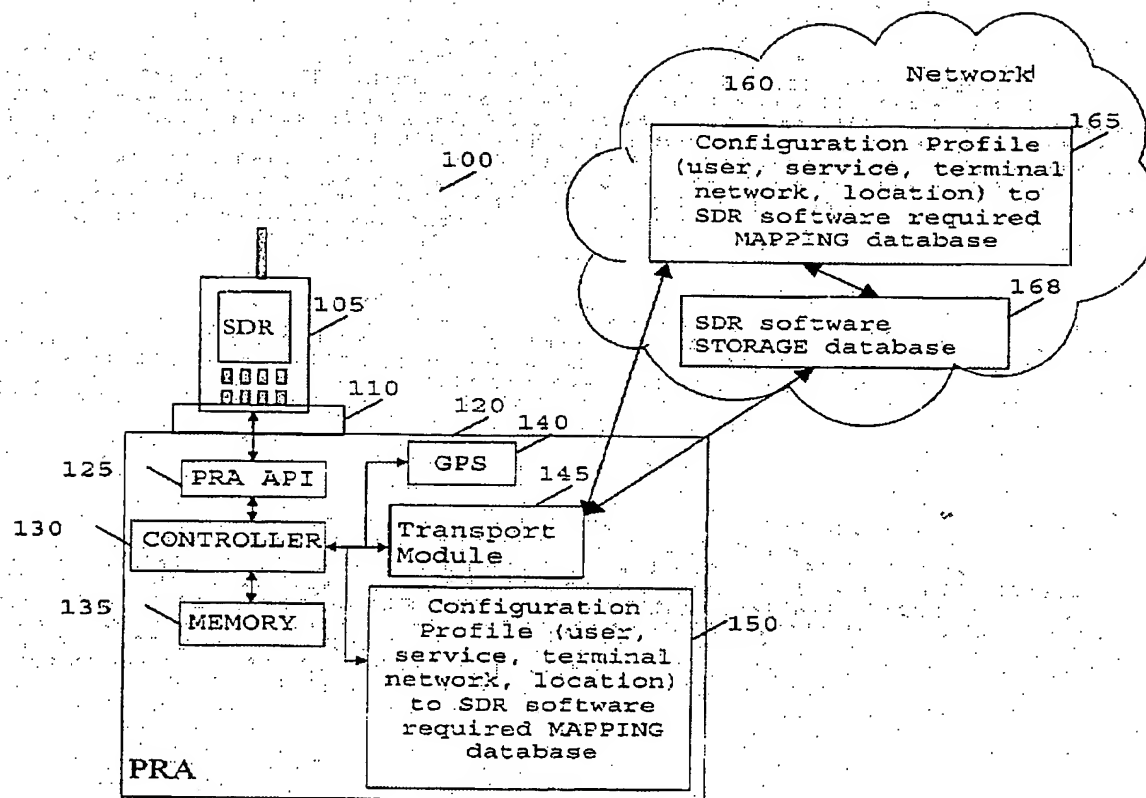 160
Network
165
Configuration Profile
(user, service, terminal
network, location) to
SDR software required
MAPPING database
100
168
SDR software
STORAGE database
105
SDR
110
120
140
GPS
125
PRA API
145
130
CONTROLLER
Transport
Module
135
MEMORY
Configuration
Profile (user,
service, terminal
network, location)
to SDR software
required MAPPING
database
150
PRA